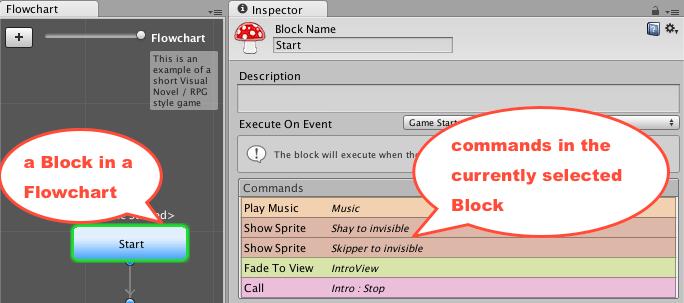 Flowchart
Flowchart
This is an
example of a
short Visual
Novel / RPG
style game
a Block in a
Flowchart
Start
Inspector
Block Name
Start
Description
Execute On Event
Game Star
The block will execute when the
commands in the
currently selected
Block
Commands
Play Music Music
Show Sprite Shay to invisible
Show Sprite Skipper to invisible
Fade To View IntroView
Call Intro : Stop